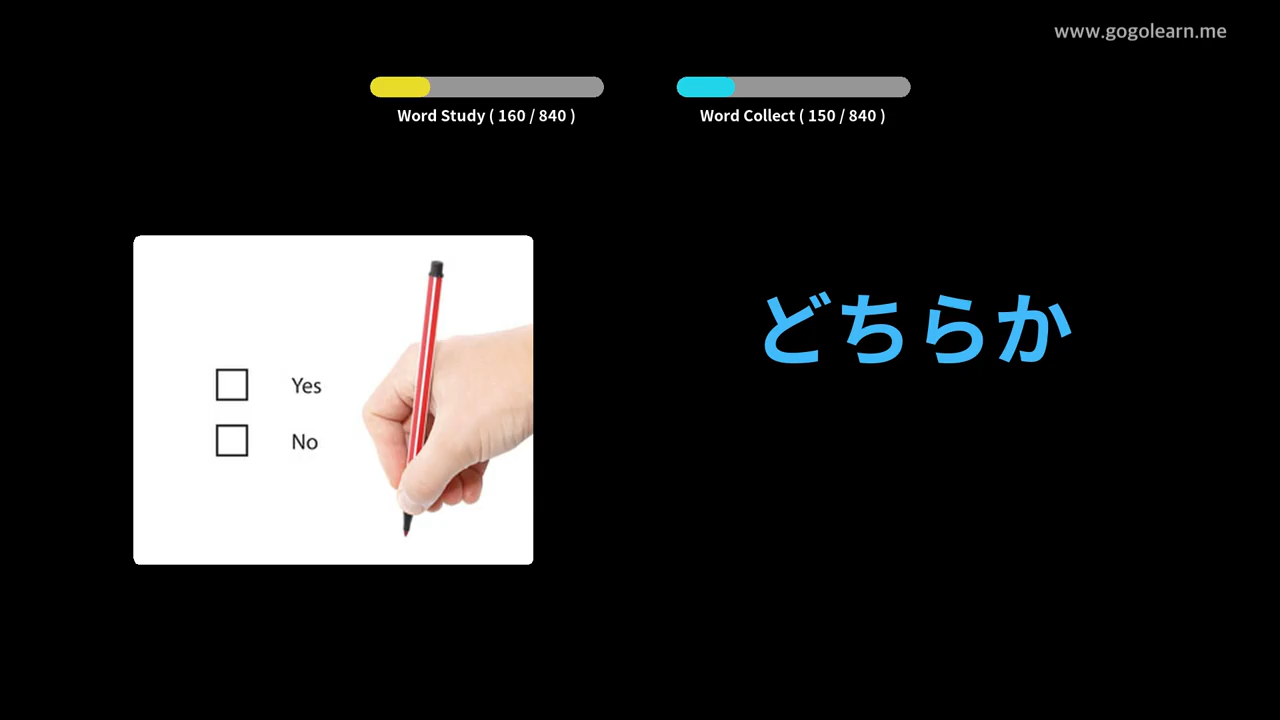 www.gogolearn.me
Word Study ( 160 / 840 )
Word Collect ( 150 / 840 )
Yes
No
どちらか